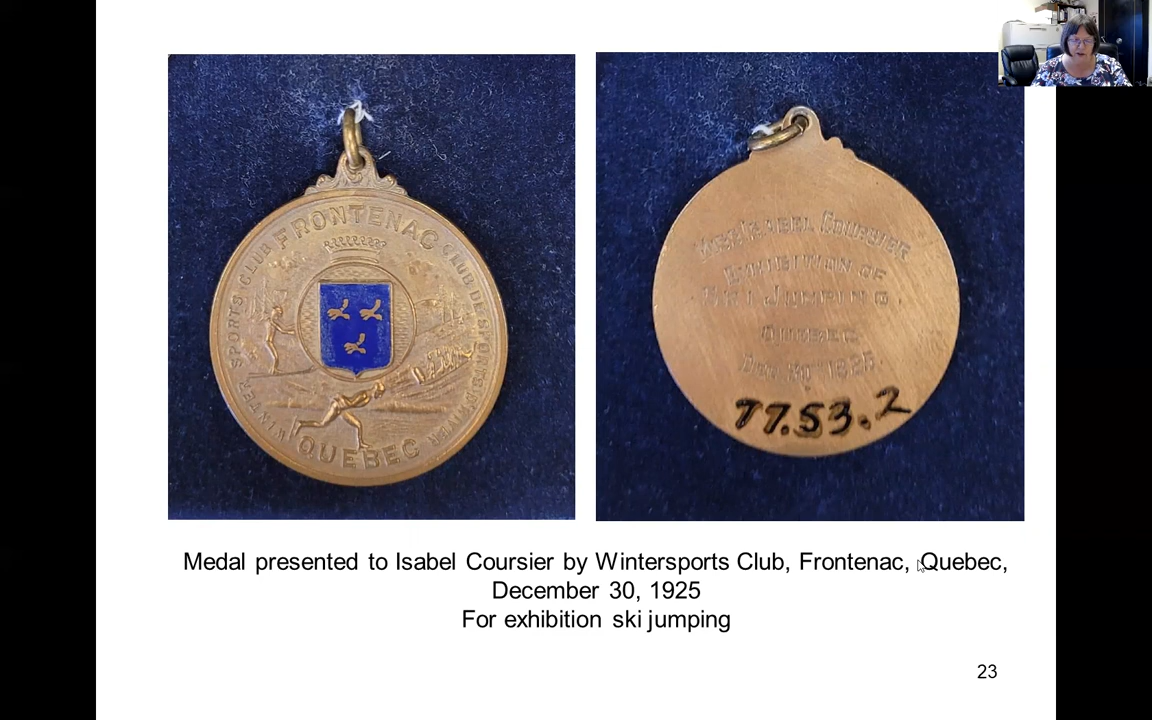 FRONTENAC
WINTER SPORTS CLUB
CLUB DE SPORTS D'HIVER
QUEBEC
MISS ISABEL COURSIER
EXHIBITION OF
SKI JUMPING
QUEBEC
DEC. 30TH 1925
77.53.2
Medal presented to Isabel Coursier by Wintersports Club, Frontenac, Quebec,
December 30, 1925
For exhibition ski jumping
23